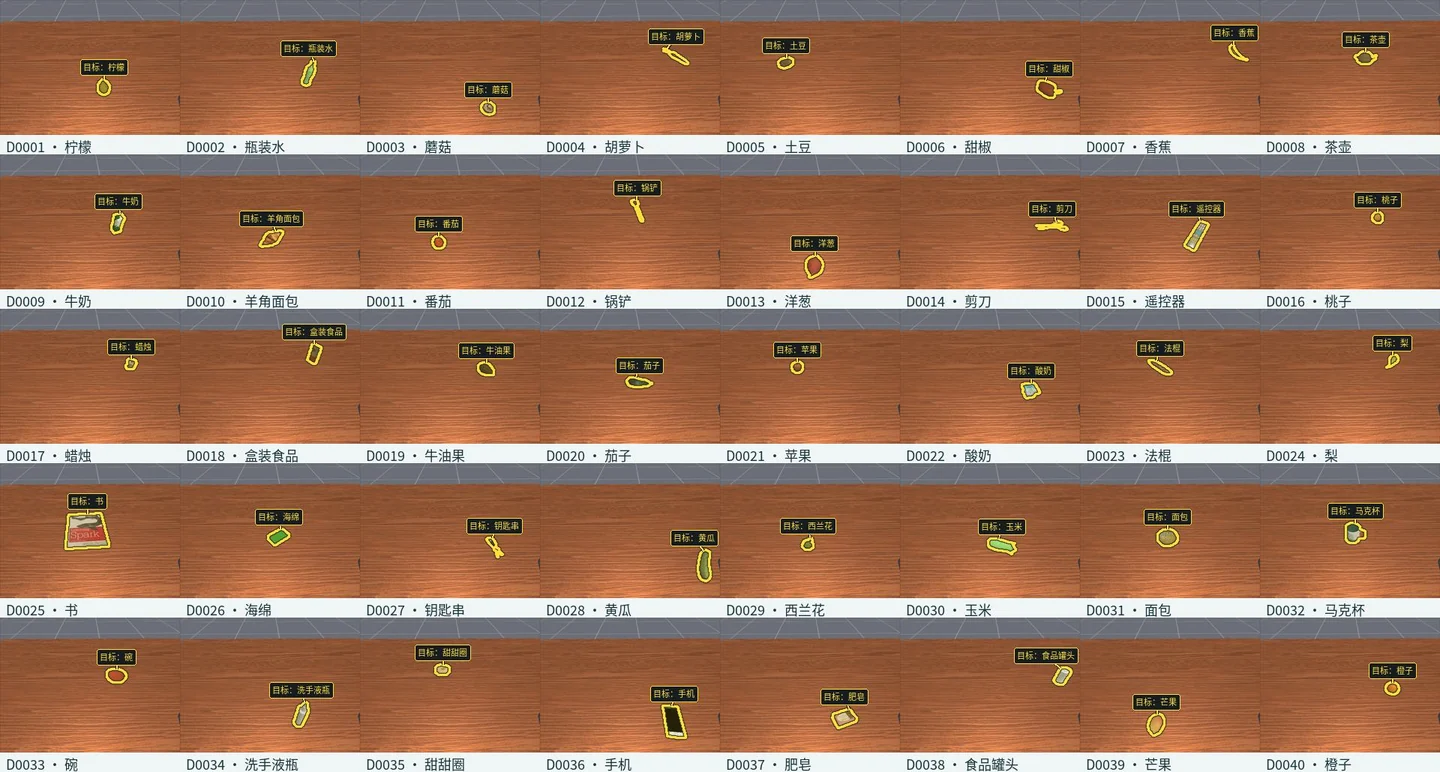 目标: 柠檬
目标: 瓶装水
目标: 蘑菇
目标: 胡萝卜
目标: 土豆
目标: 甜椒
目标: 香蕉
目标: 茶壶
D0001 · 柠檬
D0002 · 瓶装水
D0003 · 蘑菇
D0004 · 胡萝卜
D0005 · 土豆
D0006 · 甜椒
D0007 · 香蕉
D0008 · 茶壶
目标: 牛奶
目标: 羊角面包
目标: 番茄
目标: 锅铲
目标: 洋葱
目标: 剪刀
目标: 遥控器
目标: 桃子
D0009 · 牛奶
D0010 · 羊角面包
D0011 · 番茄
D0012 · 锅铲
D0013 · 洋葱
D0014 · 剪刀
D0015 · 遥控器
D0016 · 桃子
目标: 蜡烛
目标: 盒装食品
目标: 牛油果
目标: 茄子
目标: 苹果
目标: 酸奶
目标: 法棍
目标: 梨
D0017 · 蜡烛
D0018 · 盒装食品
D0019 · 牛油果
D0020 · 茄子
D0021 · 苹果
D0022 · 酸奶
D0023 · 法棍
D0024 · 梨
目标: 书
目标: 海绵
目标: 钥匙串
目标: 黄瓜
目标: 西兰花
目标: 玉米
目标: 面包
目标: 马克杯
Spark
D0025 · 书
D0026 · 海绵
D0027 · 钥匙串
D0028 · 黄瓜
D0029 · 西兰花
D0030 · 玉米
D0031 · 面包
D0032 · 马克杯
目标: 碗
目标: 洗手液瓶
目标: 甜甜圈
目标: 手机
目标: 肥皂
目标: 食品罐头
目标: 芒果
目标: 橙子
D0033 · 碗
D0034 · 洗手液瓶
D0035 · 甜甜圈
D0036 · 手机
D0037 · 肥皂
D0038 · 食品罐头
D0039 · 芒果
D0040 · 橙子